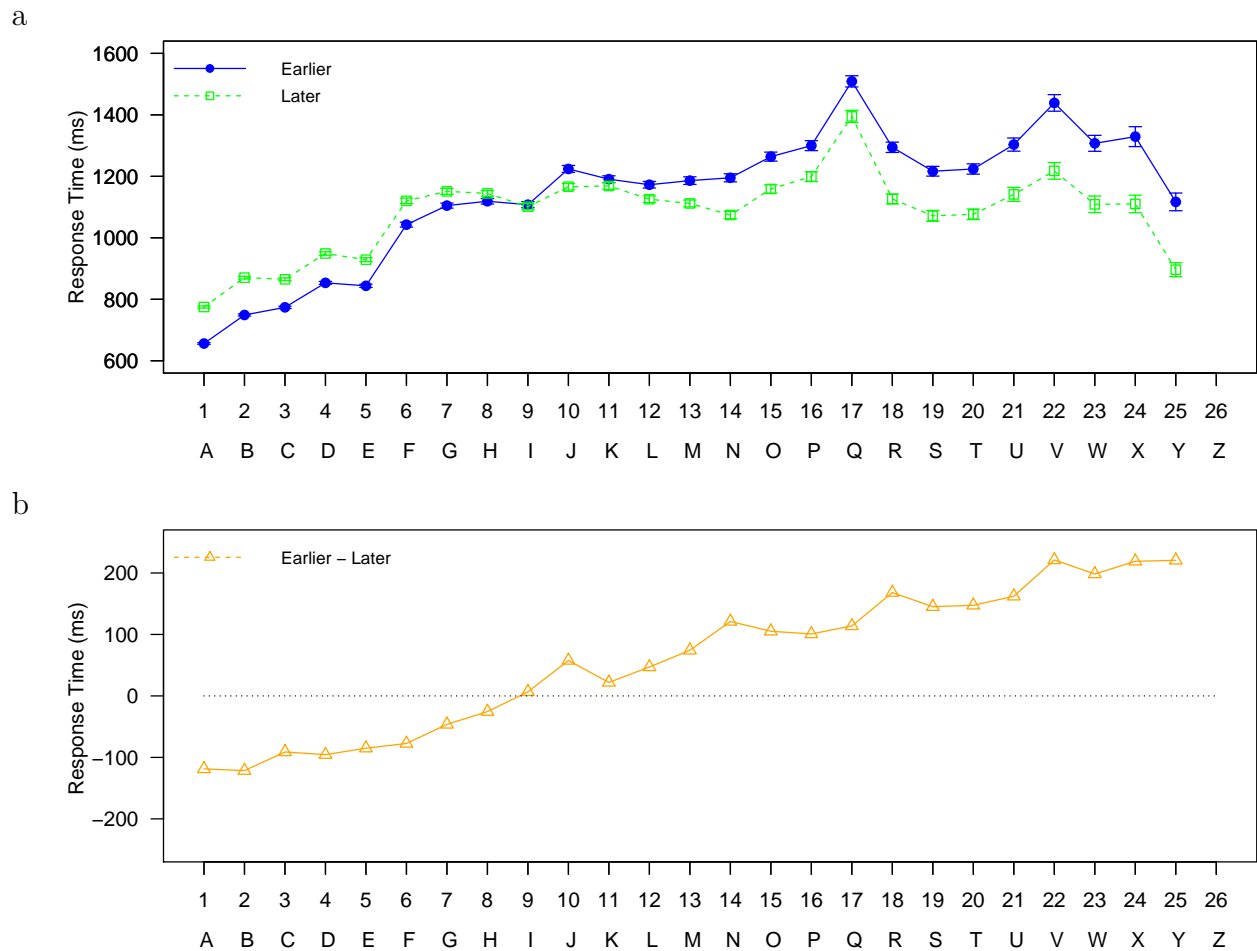 a
1600
1400
1200
1000
800
600
Response Time (ms)
Earlier
Later
1 2 3 4 5 6 7 8 9 10 11 12 13 14 15 16 17 18 19 20 21 22 23 24 25 26
A B C D E F G H I J K L M N O P Q R S T U V W X Y Z
b
200
100
0
−100
−200
Response Time (ms)
Earlier − Later
1 2 3 4 5 6 7 8 9 10 11 12 13 14 15 16 17 18 19 20 21 22 23 24 25 26
A B C D E F G H I J K L M N O P Q R S T U V W X Y Z